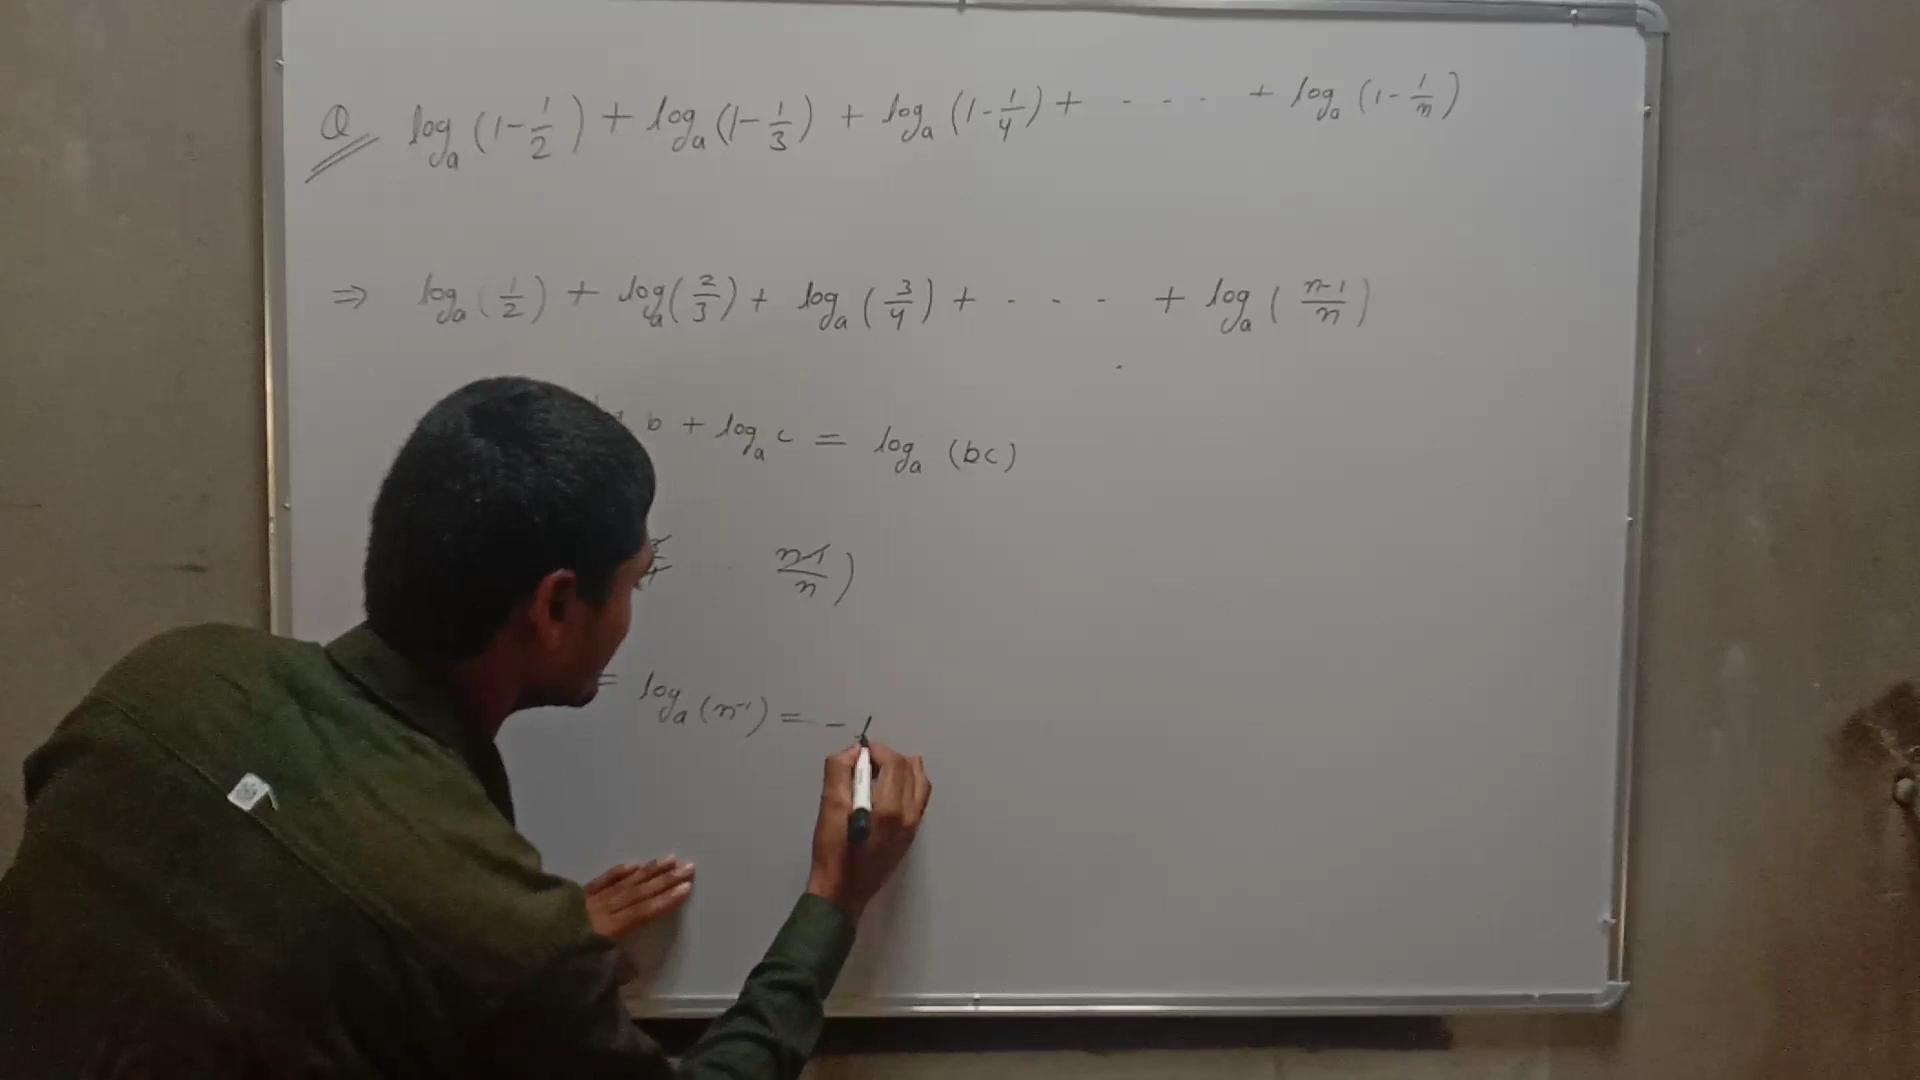 Q log_a (1 - 1/2) + log_a (1 - 1/3) + log_a (1 - 1/4) + - - - + log_a (1 - 1/n)
⇒ log_a (1/2) + log_a (2/3) + log_a (3/4) + - - - + log_a (n-1/n)
b + log_a c = log_a (bc)
n-1/n )
= log_a (n⁻¹) = -